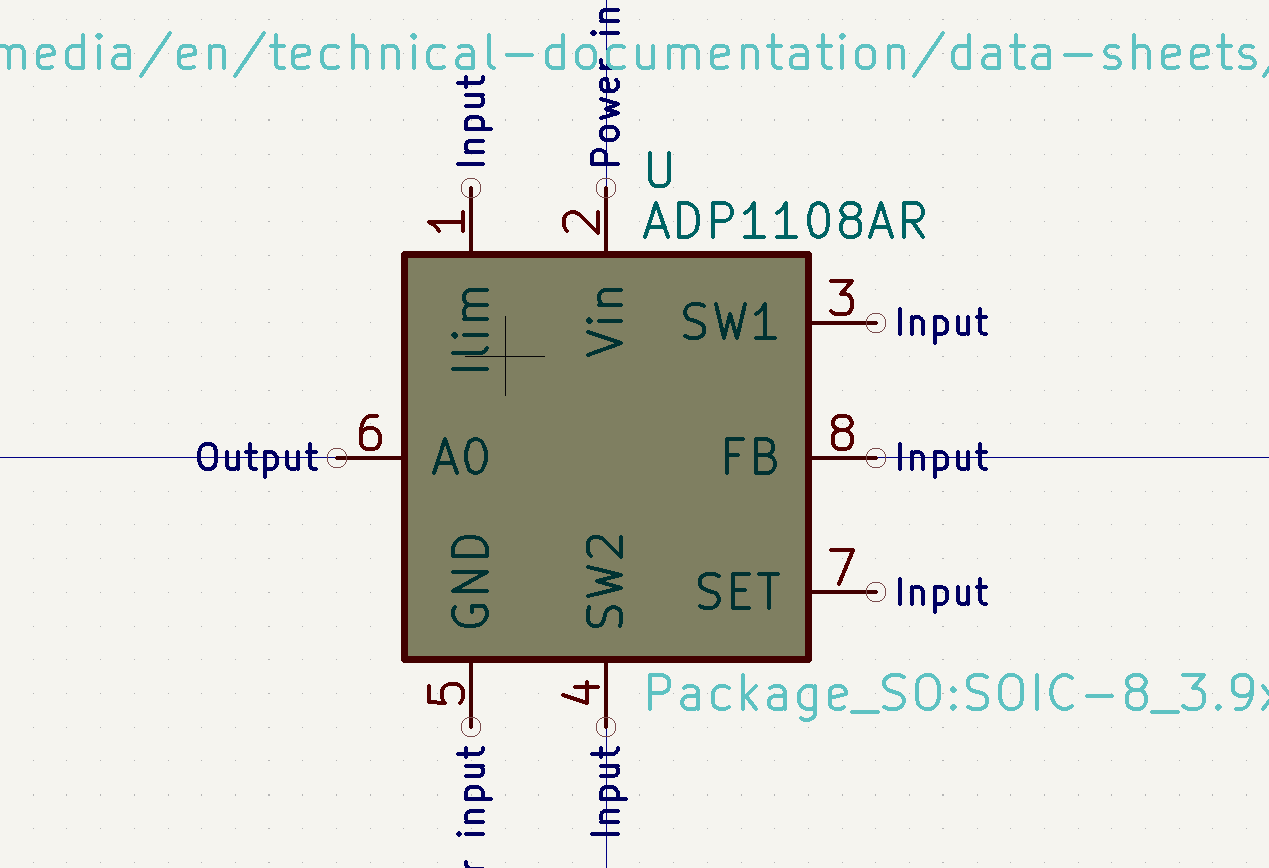 media/en/technical-documentation/data-sheets/
Input
Power in
U
ADP1108AR
1
2
Ilim
Vin
SW1
3
Input
Output
6
A0
FB
8
Input
GND
SW2
SET
7
Input
5
4
Package_SO:SOIC-8_3.9x
r input
Input